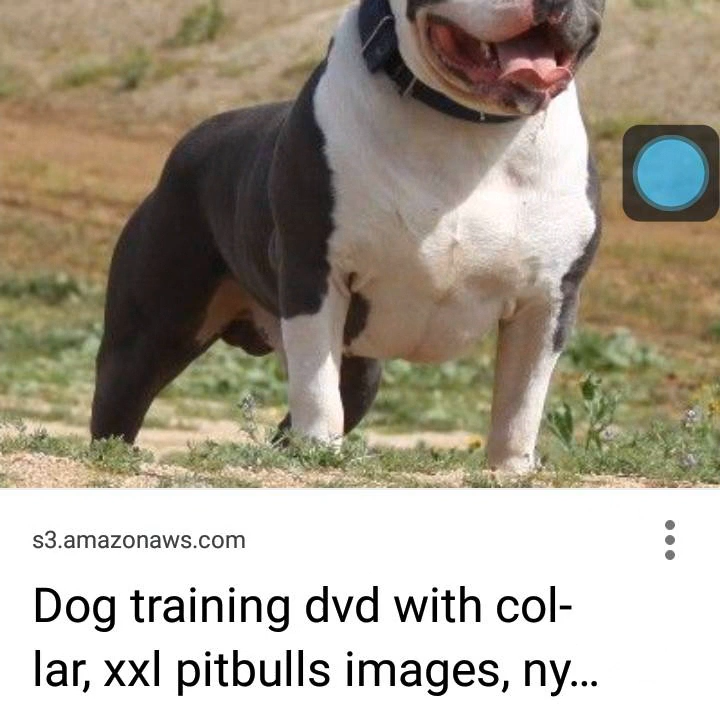 s3.amazonaws.com
Dog training dvd with col-
lar, xxl pitbulls images, ny...